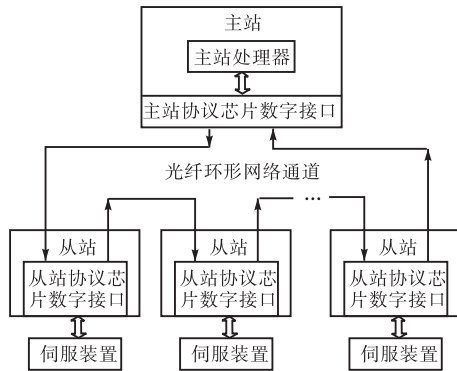 主站
主站处理器
主站协议芯片数字接口
光纤环形网络通道
…
从站
从站
从站
从站协议芯
片数字接口
从站协议芯
片数字接口
从站协议芯
片数字接口
伺服装置
伺服装置
伺服装置